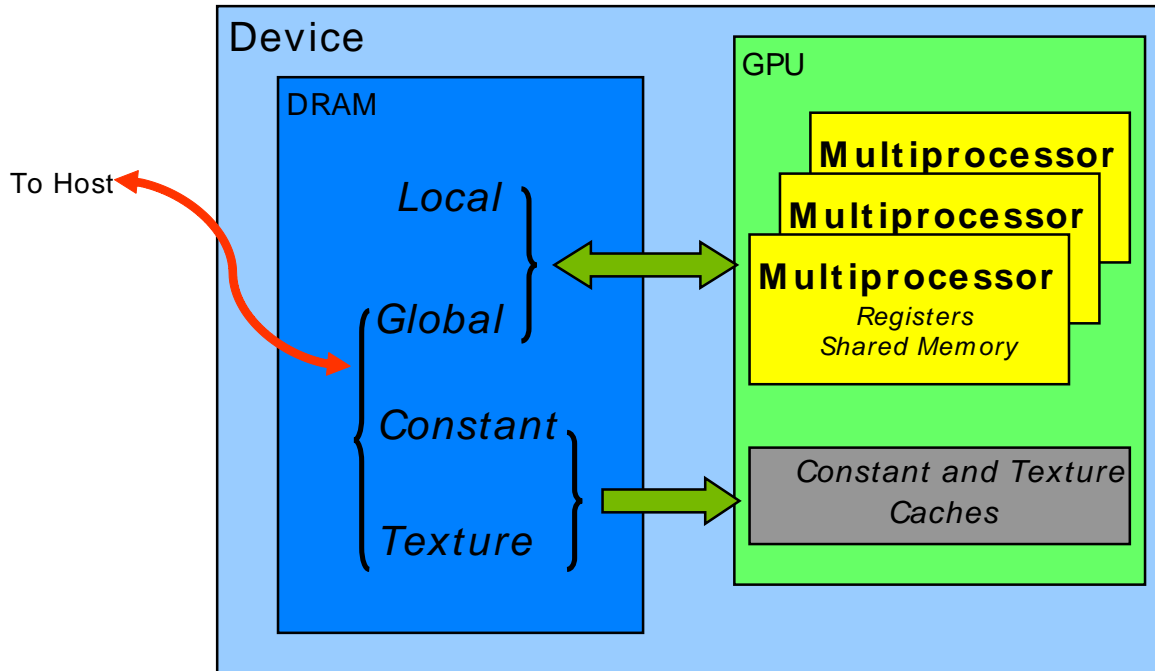 Device
DRAM
To Host
Local
Global
Constant
Texture
GPU
Multiprocessor
Multiprocessor
Multiprocessor
Registers
Shared Memory
Constant and Texture
Caches